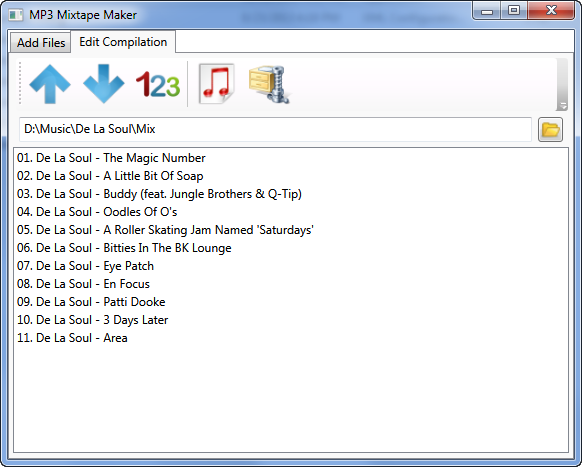 MP3 Mixtape Maker
Add Files
Edit Compilation
123
D:\Music\De La Soul\Mix
01. De La Soul - The Magic Number
02. De La Soul - A Little Bit Of Soap
03. De La Soul - Buddy (feat. Jungle Brothers & Q-Tip)
04. De La Soul - Oodles Of O's
05. De La Soul - A Roller Skating Jam Named 'Saturdays'
06. De La Soul - Bitties In The BK Lounge
07. De La Soul - Eye Patch
08. De La Soul - En Focus
09. De La Soul - Patti Dooke
10. De La Soul - 3 Days Later
11. De La Soul - Area